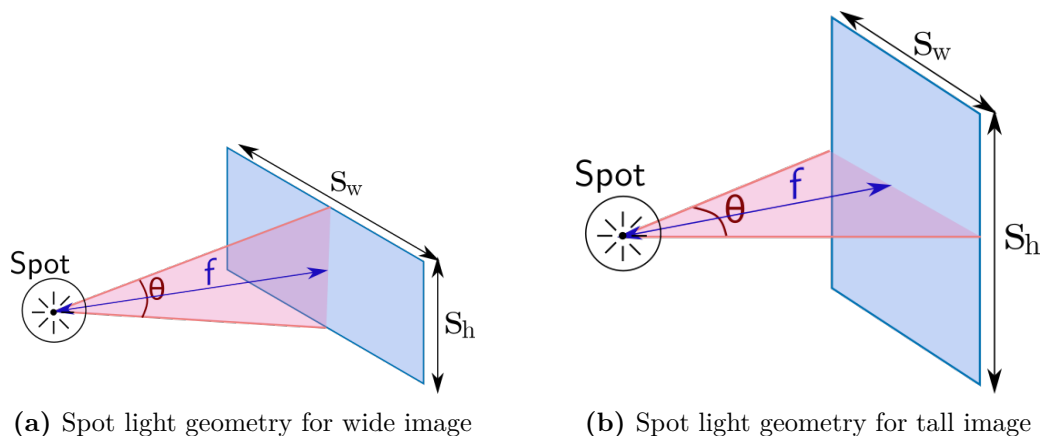 Spot
θ
f
Sw
Sh
(a) Spot light geometry for wide image
Spot
θ
f
Sw
Sh
(b) Spot light geometry for tall image